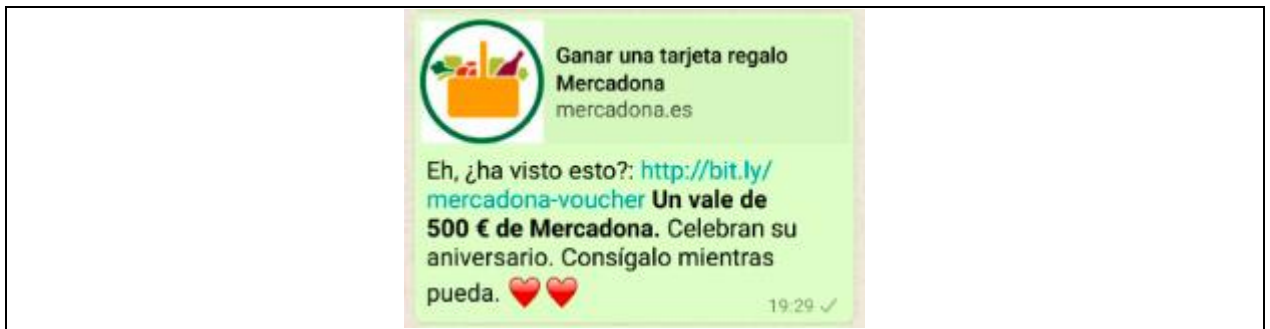 Ganar una tarjeta regalo
Mercadona
mercadona.es
Eh, ¿ha visto esto?: http://bit.ly/
mercadona-voucher Un vale de
500 € de Mercadona. Celebran su
aniversario. Consígalo mientras
pueda. ❤️❤️
19:29 ✓